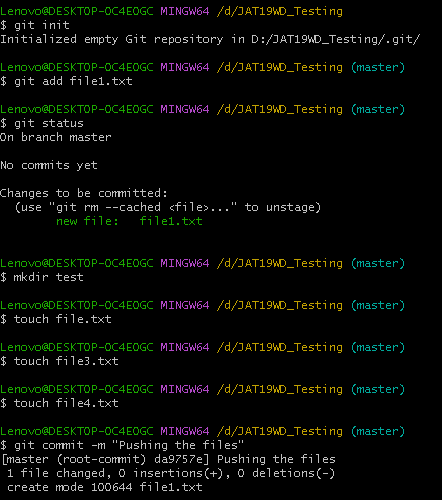 Lenovo@DESKTOP-OC4EOGC MINGW64 /d/JAT19WD_Testing
$ git init
Initialized empty Git repository in D:/JAT19WD_Testing/.git/
Lenovo@DESKTOP-OC4EOGC MINGW64 /d/JAT19WD_Testing (master)
$ git add file1.txt
Lenovo@DESKTOP-OC4EOGC MINGW64 /d/JAT19WD_Testing (master)
$ git status
On branch master
No commits yet
Changes to be committed:
  (use "git rm --cached <file>..." to unstage)
        new file:   file1.txt
Lenovo@DESKTOP-OC4EOGC MINGW64 /d/JAT19WD_Testing (master)
$ mkdir test
Lenovo@DESKTOP-OC4EOGC MINGW64 /d/JAT19WD_Testing (master)
$ touch file.txt
Lenovo@DESKTOP-OC4EOGC MINGW64 /d/JAT19WD_Testing (master)
$ touch file3.txt
Lenovo@DESKTOP-OC4EOGC MINGW64 /d/JAT19WD_Testing (master)
$ touch file4.txt
Lenovo@DESKTOP-OC4EOGC MINGW64 /d/JAT19WD_Testing (master)
$ git commit -m "Pushing the files"
[master (root-commit) da9757e] Pushing the files
 1 file changed, 0 insertions(+), 0 deletions(-)
 create mode 100644 file1.txt